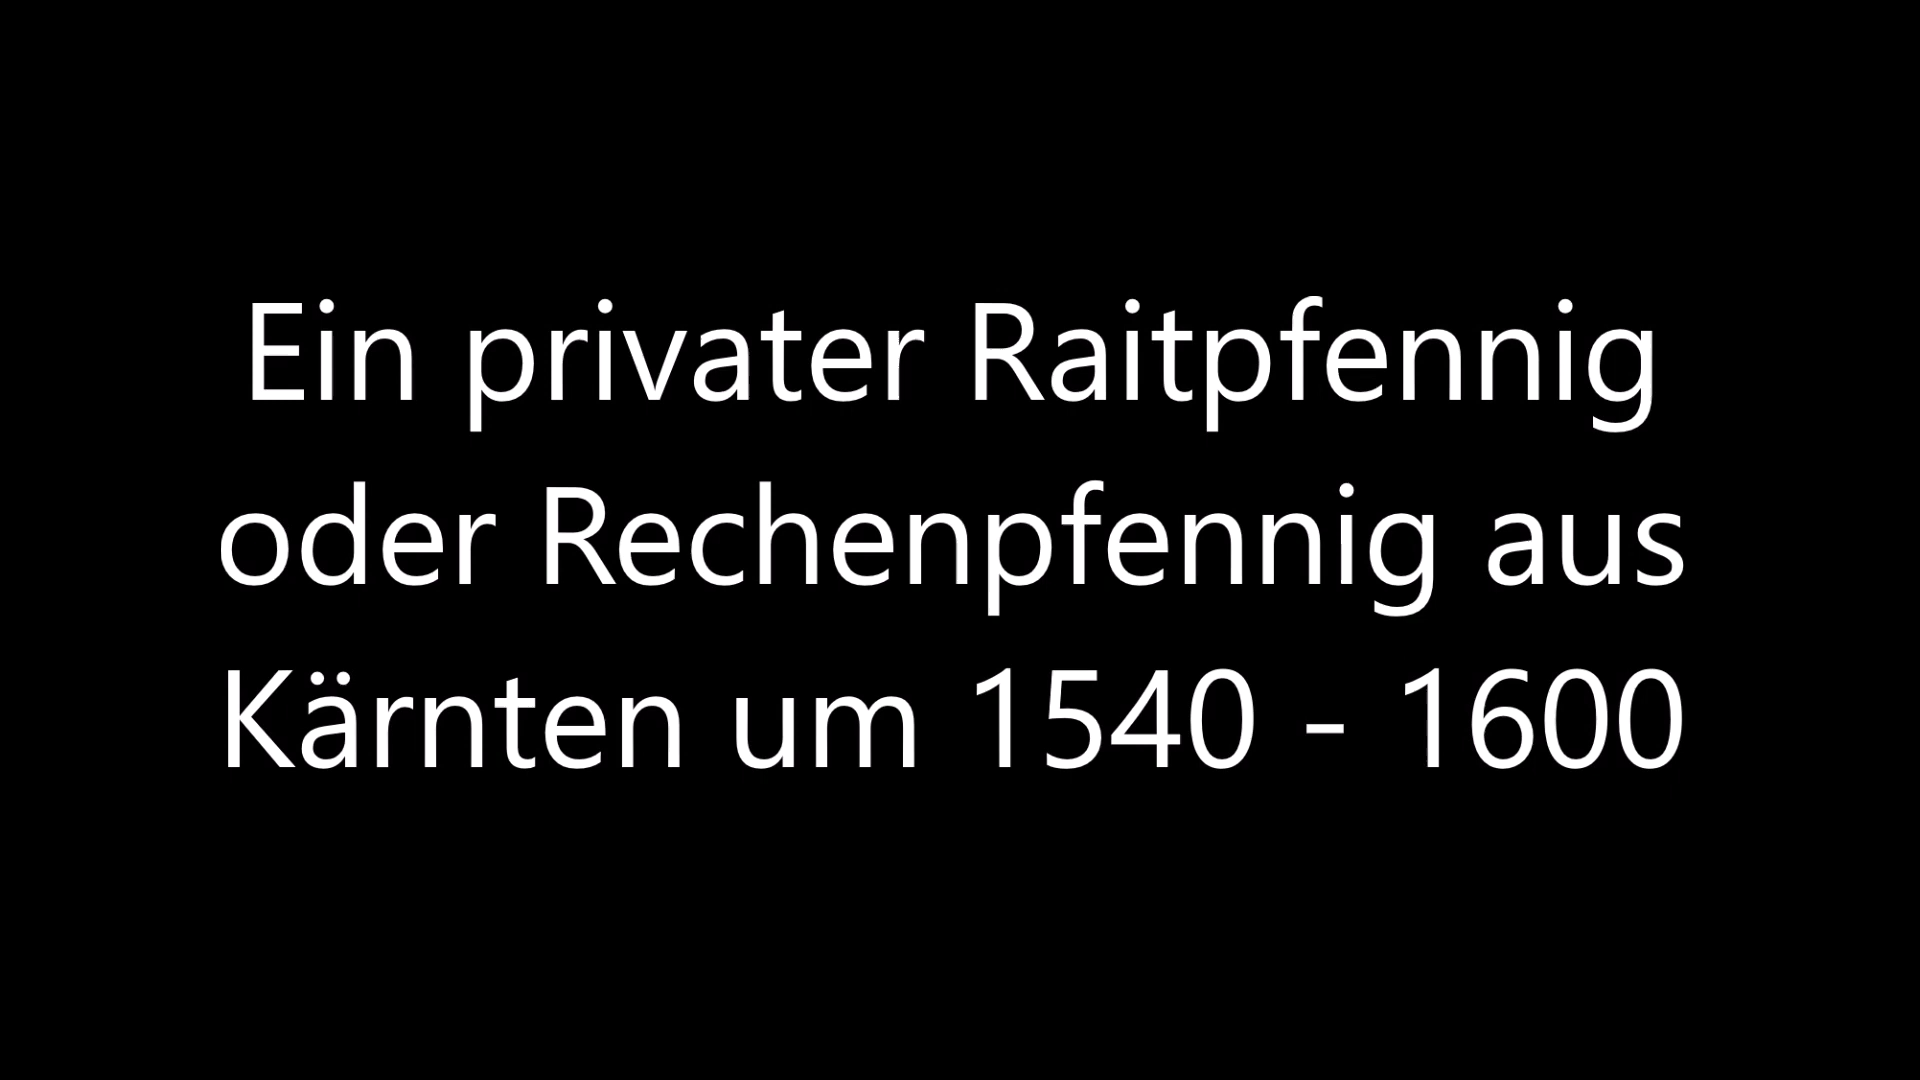 Ein privater Raitpfennig
oder Rechenpfennig aus
Kärnten um 1540 - 1600